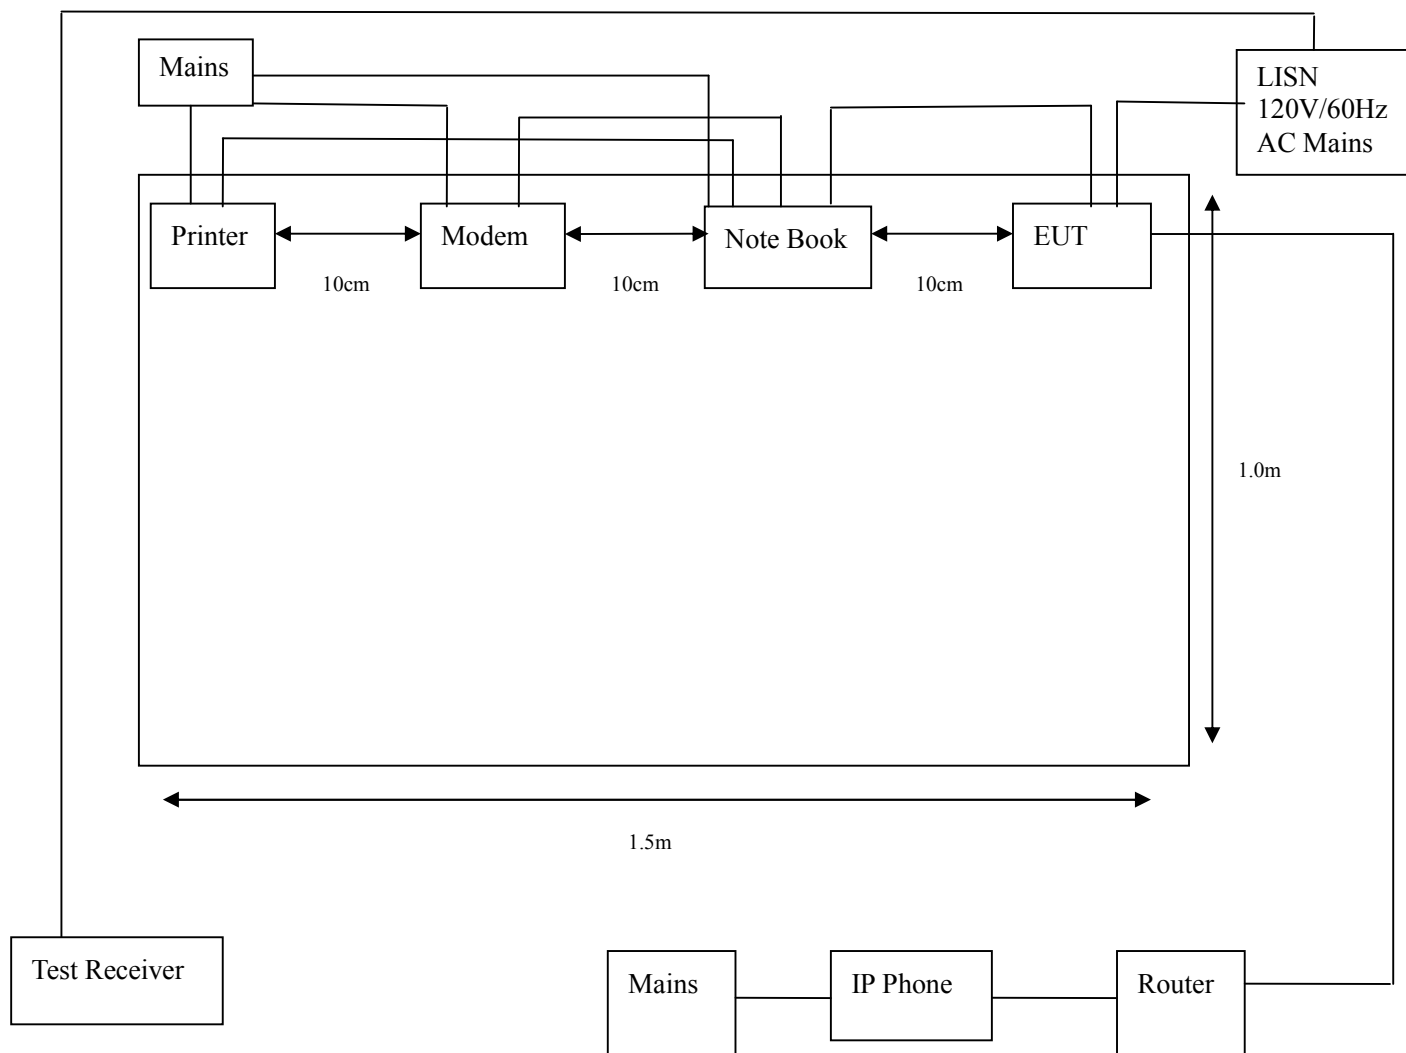 Mains
LISN
120V/60Hz
AC Mains
Printer
Modem
Note Book
EUT
10cm
10cm
10cm
1.0m
1.5m
Test Receiver
Mains
IP Phone
Router